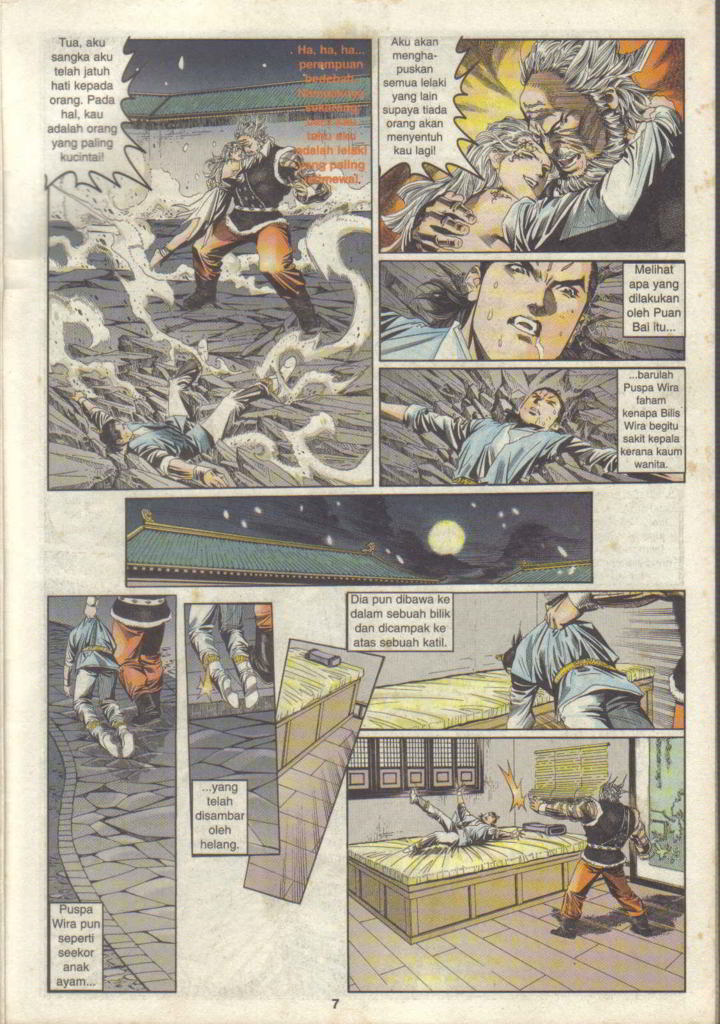 Tua, aku
sangka aku
telah jatuh
hati kepada
orang. Pada
hal, kau
adalah orang
yang paling
kucintai!
Ha, ha, ha...
perempuan
bedebah.
sekarang
tahu aku
adalah lelaki
yang paling
Aku akan
mengha-
puskan
semua lelaki
yang lain
supaya tiada
orang akan
menyentuh
kau lagi!
Melihat
apa yang
dilakukan
oleh Puan
Bai itu...
...barulah
Puspa Wira
faham
kenapa Bilis
Wira begitu
sakit kepala
kerana kaum
wanita.
Puspa
Wira pun
seperti
seekor
anak
ayam...
...yang
telah
disambar
oleh
helang.
Dia pun dibawa ke
dalam sebuah bilik
dan dicampak ke
atas sebuah katil.
7